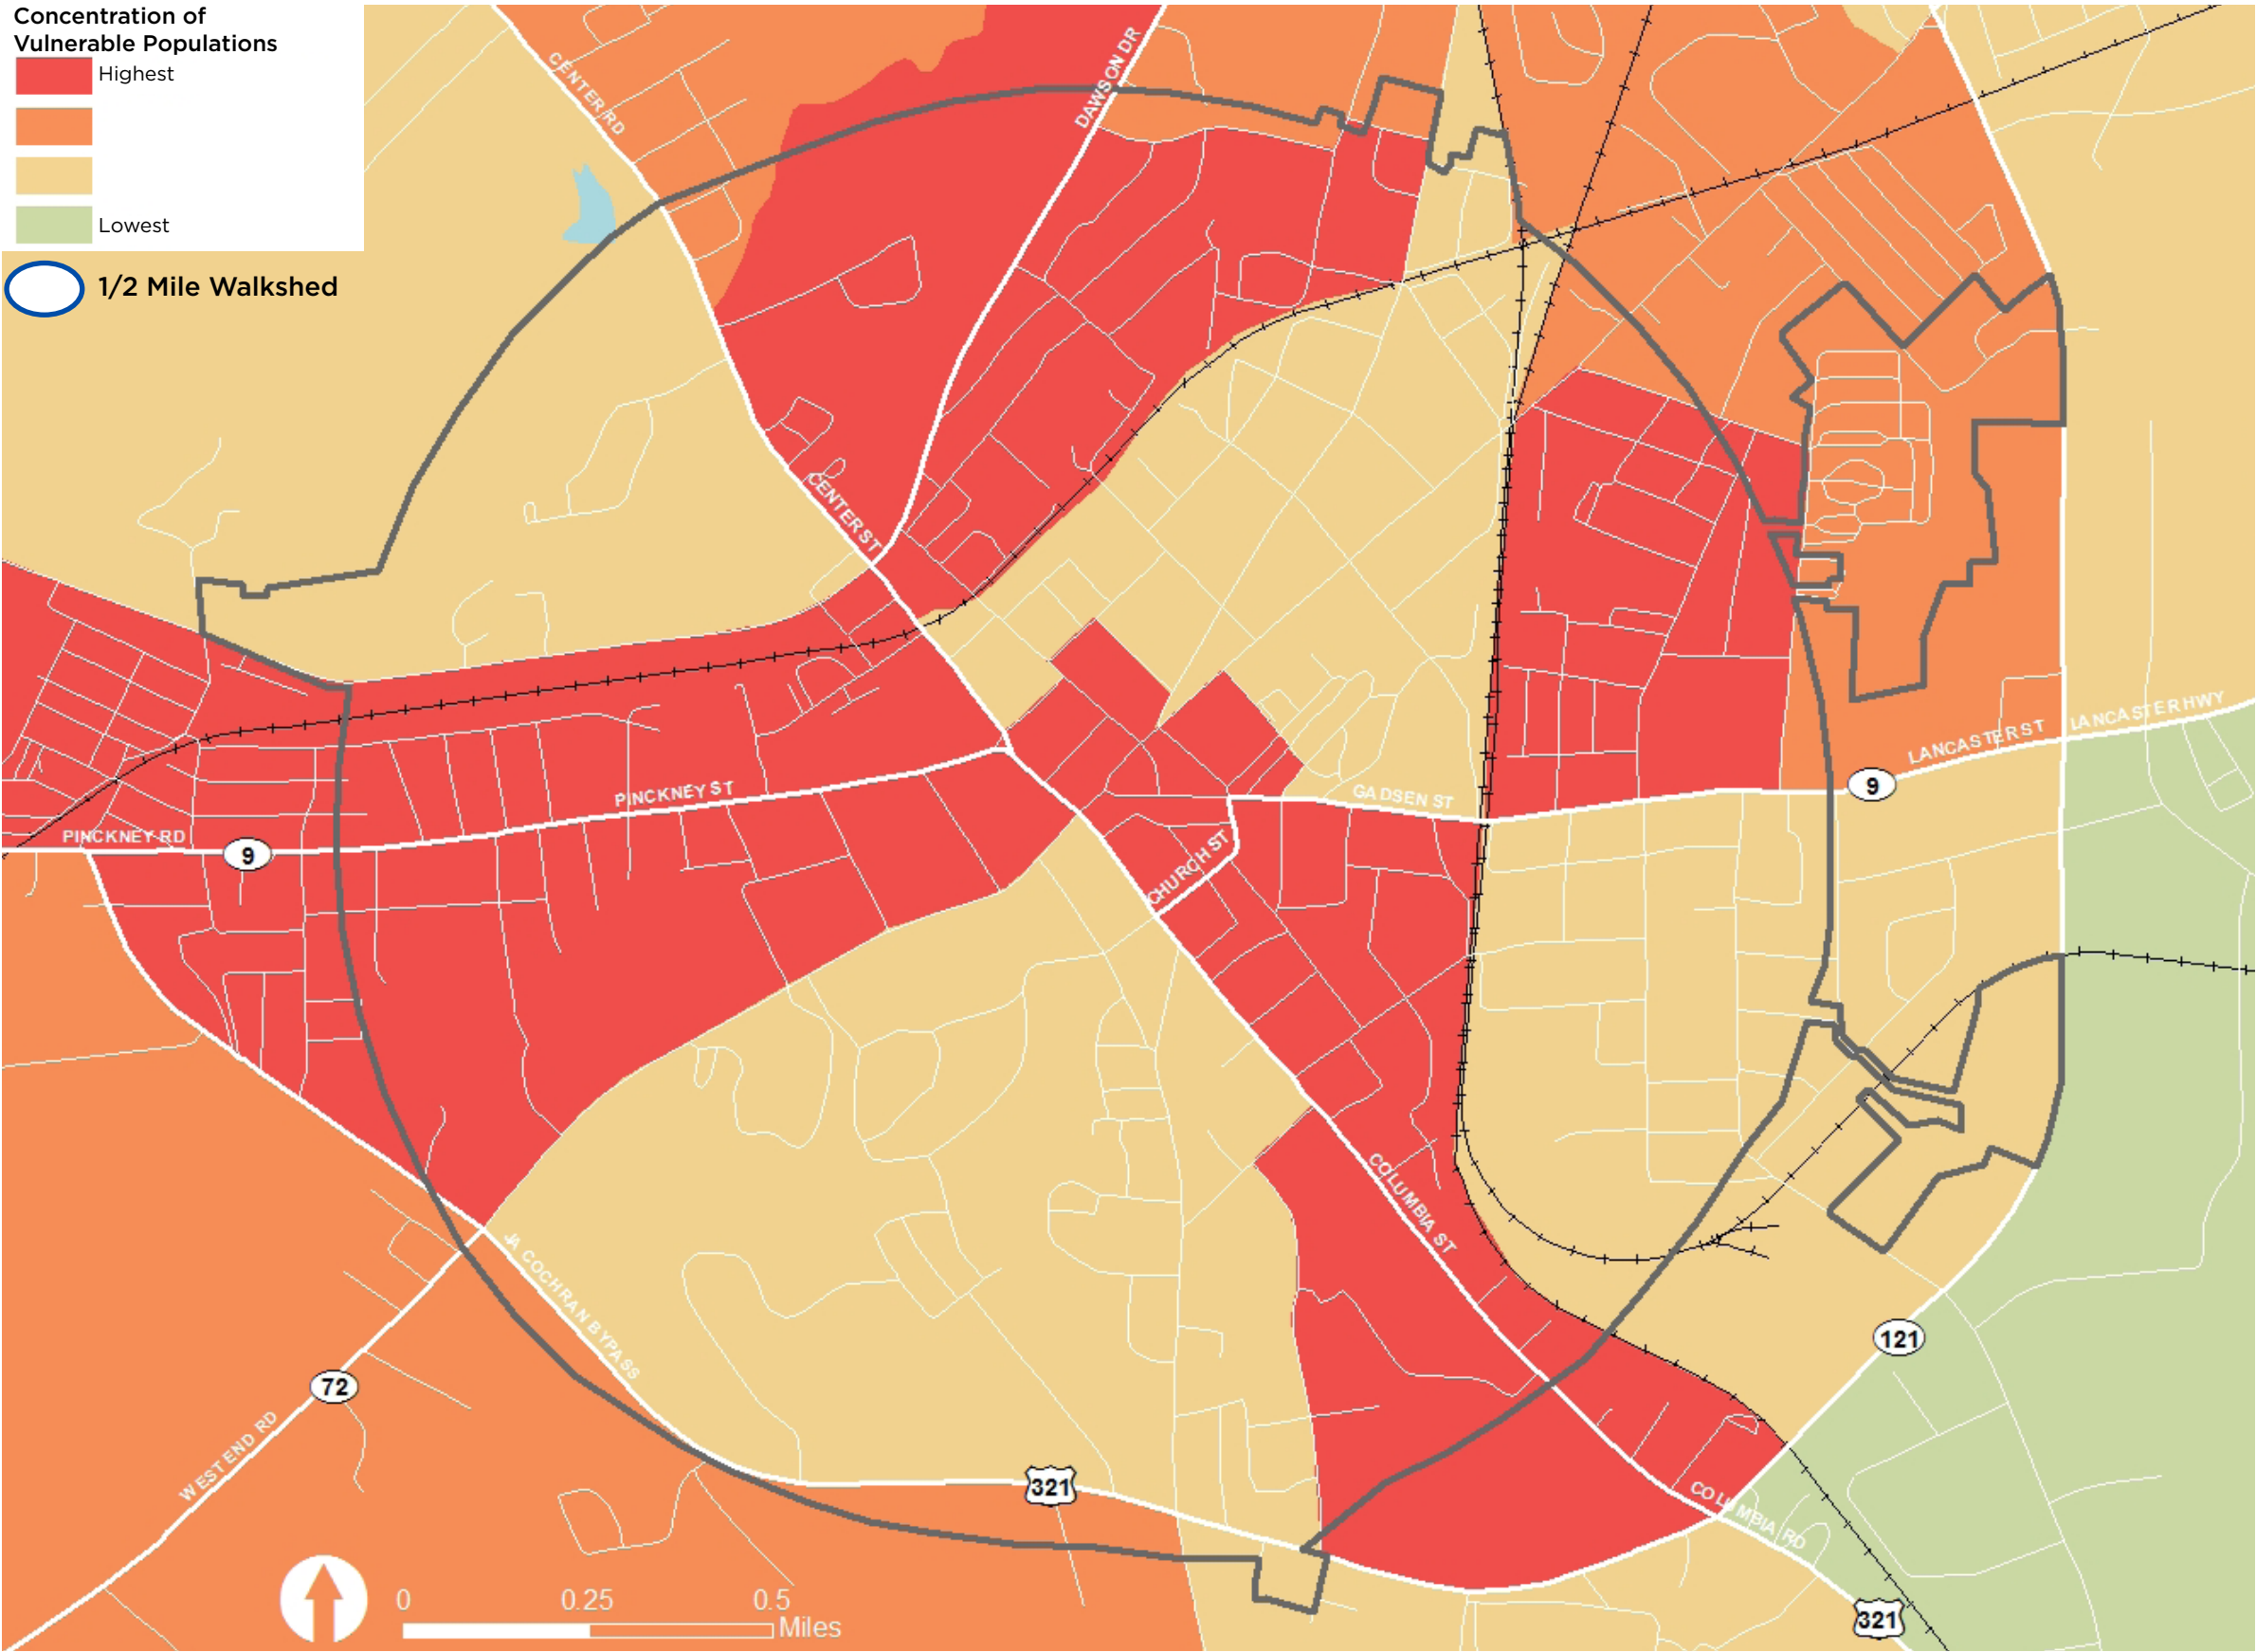 Concentration of
Vulnerable Populations
Highest
Lowest
1/2 Mile Walkshed
CENTER RD
DAWSON DR
CENTER ST
PINCKNEY ST
PINCKNEY RD
9
GADSEN ST
CHURCH ST
LANCASTER ST
LANCASTER HWY
9
COLUMBIA ST
JA COCHRAN BYPASS
72
WEST END RD
321
121
COLUMBIA RD
321
0 0.25 0.5
Miles